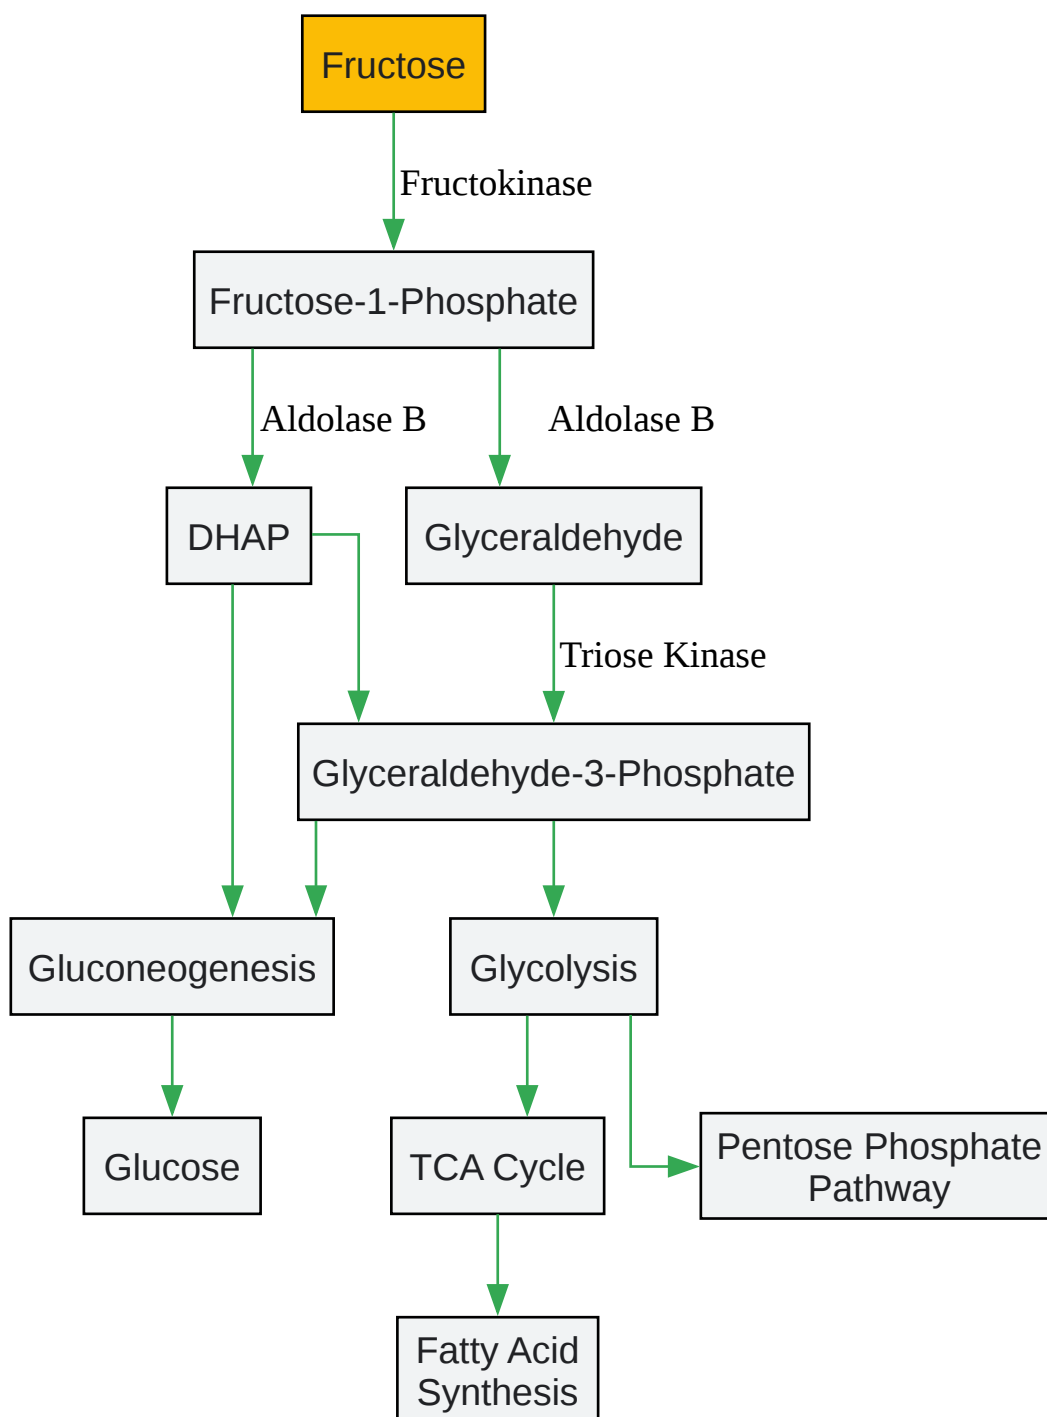 Fructose
Fructokinase
Fructose-1-Phosphate
Aldolase B
Aldolase B
DHAP
Glyceraldehyde
Triose Kinase
Glyceraldehyde-3-Phosphate
Gluconeogenesis
Glycolysis
Glucose
TCA Cycle
Pentose Phosphate
Pathway
Fatty Acid
Synthesis